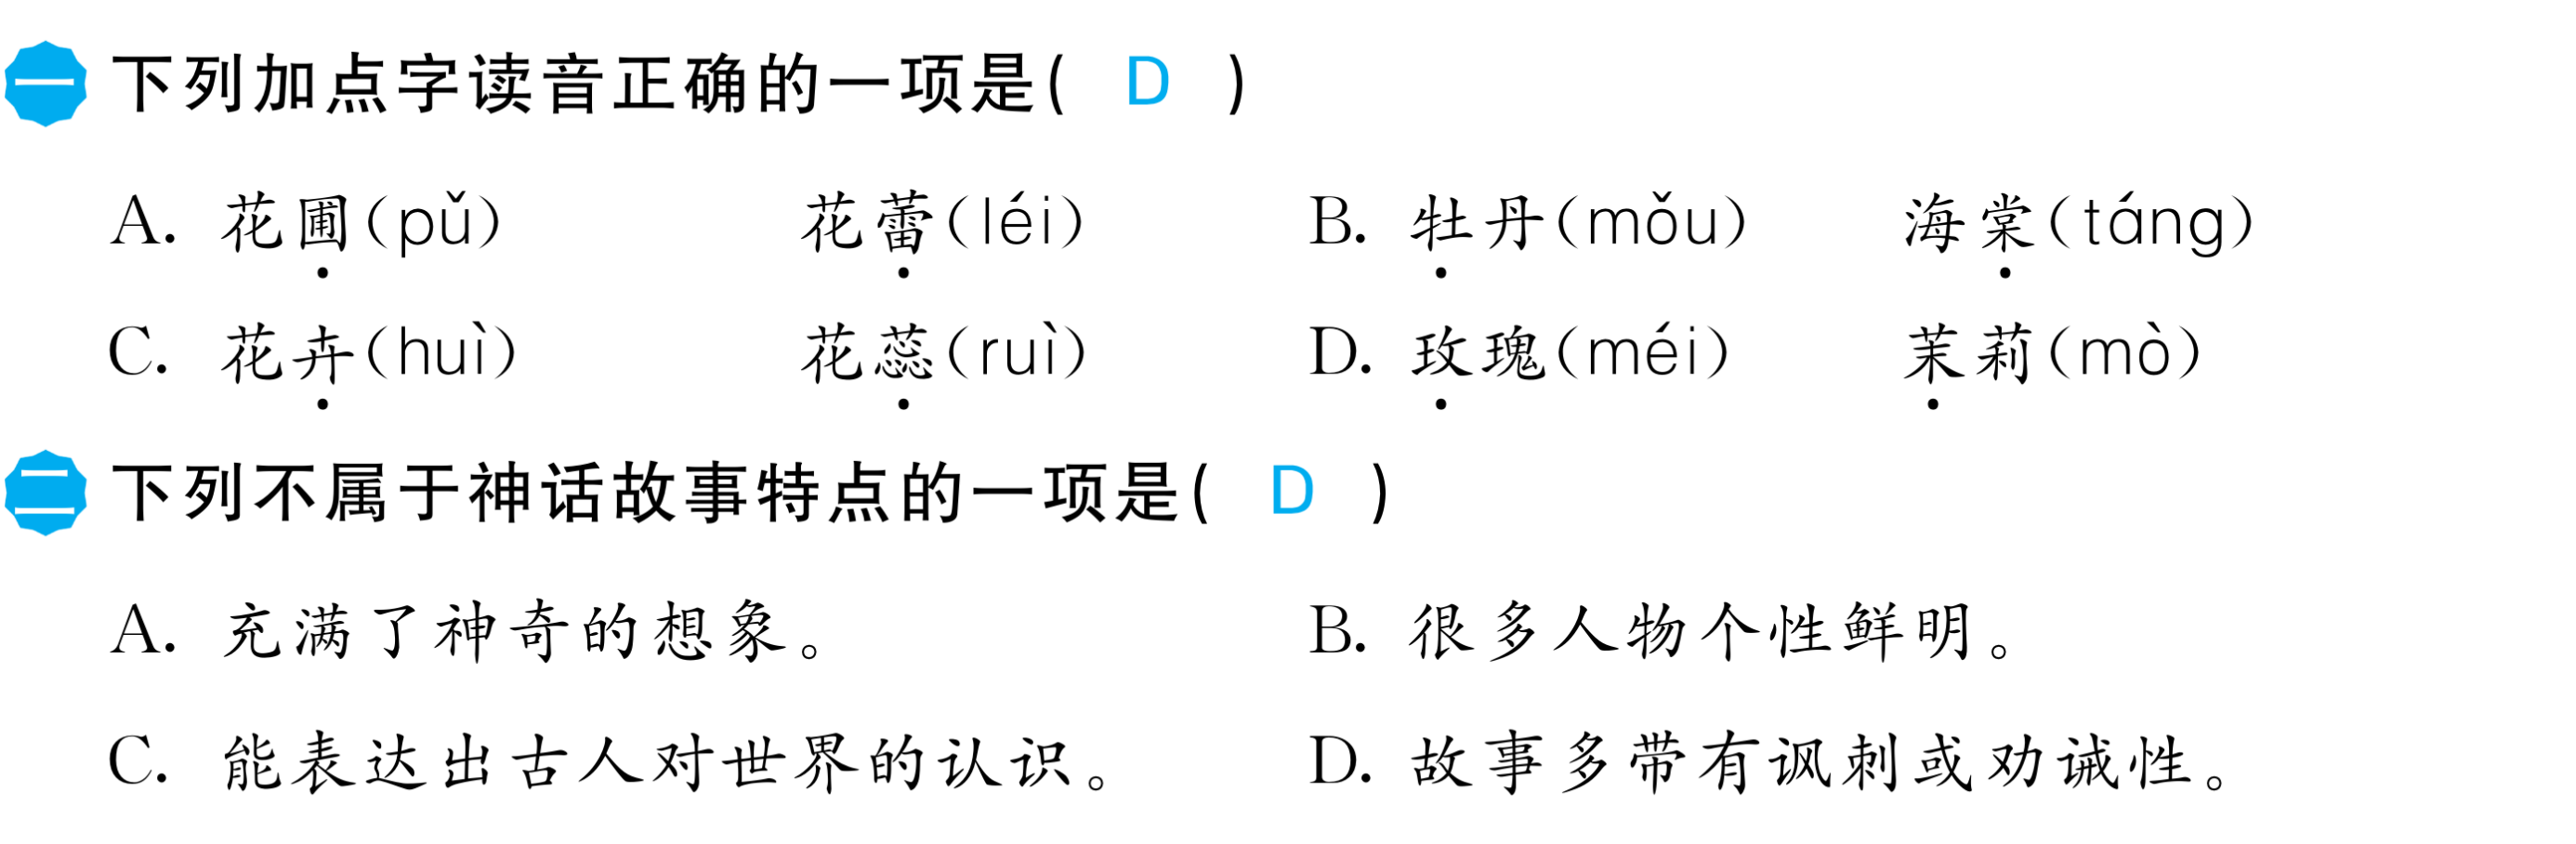 一 下列加点字读音正确的一项是( D )
A. 花圃(pǔ) 花蕾(léi) B. 牡丹(mǒu) 海棠(táng)
C. 花卉(huì) 花蕊(ruì) D. 玫瑰(méi) 茉莉(mò)
二 下列不属于神话故事特点的一项是( D )
A. 充满了神奇的想象。 B. 很多人物个性鲜明。
C. 能表达出古人对世界的认识。 D. 故事多带有讽刺或劝诫性。